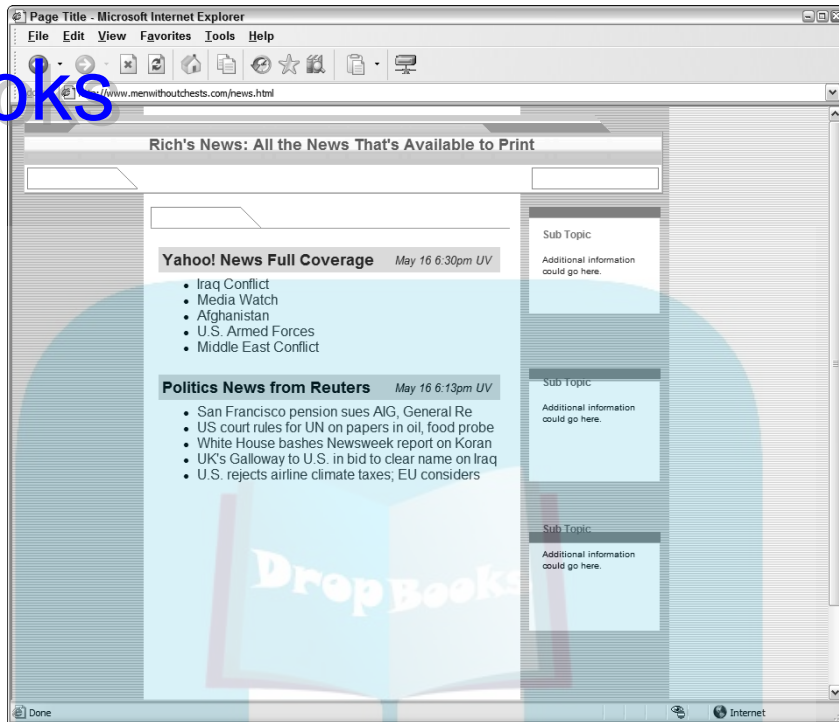 Page Title - Microsoft Internet Explorer
File Edit View Favorites Tools Help
oks
http://www.menwithoutchests.com/news.html
Rich's News: All the News That's Available to Print
Yahoo! News Full Coverage May 16 6:30pm UV
• Iraq Conflict
• Media Watch
• Afghanistan
• U.S. Armed Forces
• Middle East Conflict
Politics News from Reuters May 16 6:13pm UV
• San Francisco pension sues AIG, General Re
• US court rules for UN on papers in oil, food probe
• White House bashes Newsweek report on Koran
• UK's Galloway to U.S. in bid to clear name on Iraq
• U.S. rejects airline climate taxes; EU considers
Sub Topic
Additional information
could go here.
Sub Topic
Additional information
could go here.
Sub Topic
Additional information
could go here.
DropBooks
Done
Internet